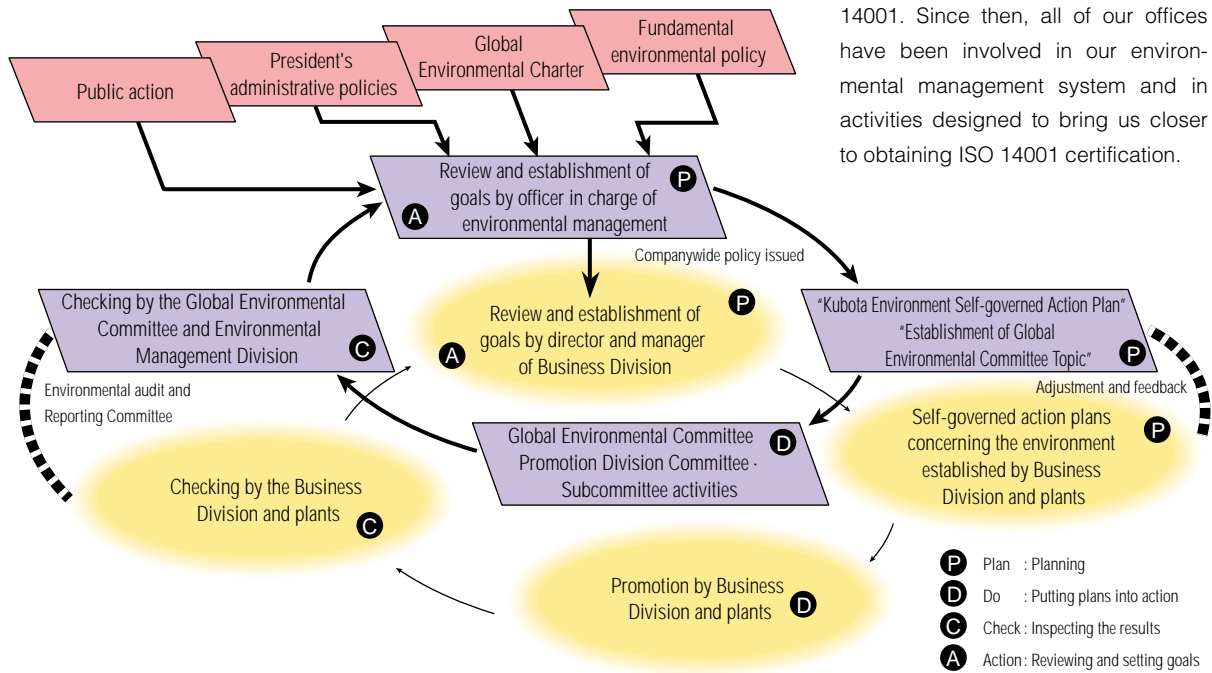 14001. Since then, all of our offices
have been involved in our environ-
mental management system and in
activities designed to bring us closer
to obtaining ISO 14001 certification.
Public action
President's
administrative policies
Global
Environmental Charter
Fundamental
environmental policy
Review and establishment of
goals by officer in charge of
environmental management
P
A
Companywide policy issued
Checking by the Global Environmental
Committee and Environmental
Management Division
C
Review and establishment of
goals by director and manager
of Business Division
P
A
"Kubota Environment Self-governed Action Plan"
"Establishment of Global
Environmental Committee Topic"
P
Environmental audit and
Reporting Committee
Adjustment and feedback
Global Environmental Committee
Promotion Division Committee ·
Subcommittee activities
D
Self-governed action plans
concerning the environment
established by Business
Division and plants
P
Checking by the Business
Division and plants
C
Promotion by Business
Division and plants
D
P Plan : Planning
D Do : Putting plans into action
C Check : Inspecting the results
A Action : Reviewing and setting goals